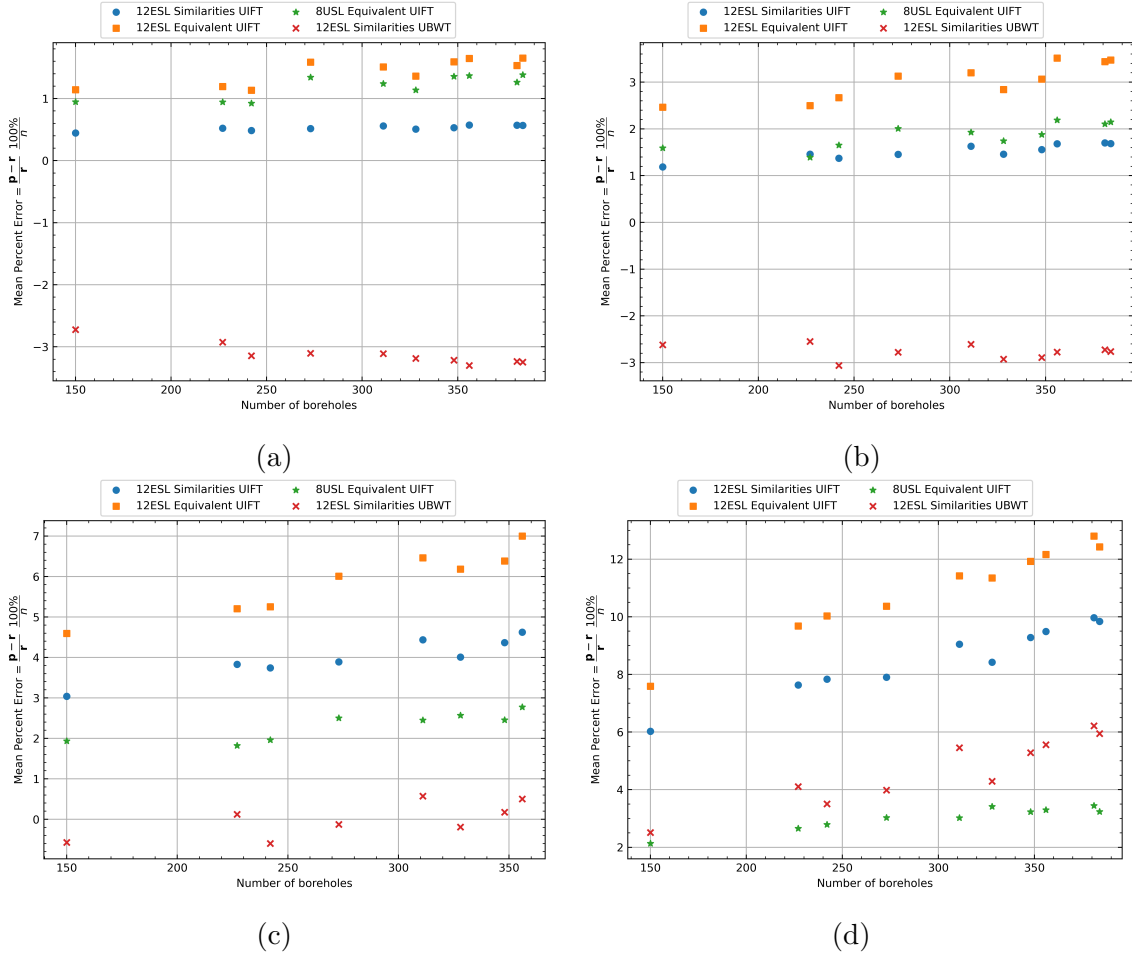 12ESL Similarities UIFT
12ESL Equivalent UIFT
8USL Equivalent UIFT
12ESL Similarities UBWT
Mean Percent Error = p − r / r 100% / n
1
0
−1
−2
−3
150 200 250 300 350
Number of boreholes
(a)
12ESL Similarities UIFT
12ESL Equivalent UIFT
8USL Equivalent UIFT
12ESL Similarities UBWT
Mean Percent Error = p − r / r 100% / n
3
2
1
0
−1
−2
−3
150 200 250 300 350
Number of boreholes
(b)
12ESL Similarities UIFT
12ESL Equivalent UIFT
8USL Equivalent UIFT
12ESL Similarities UBWT
Mean Percent Error = p − r / r 100% / n
7
6
5
4
3
2
1
0
150 200 250 300 350
Number of boreholes
(c)
12ESL Similarities UIFT
12ESL Equivalent UIFT
8USL Equivalent UIFT
12ESL Similarities UBWT
Mean Percent Error = p − r / r 100% / n
12
10
8
6
4
2
150 200 250 300 350
Number of boreholes
(d)